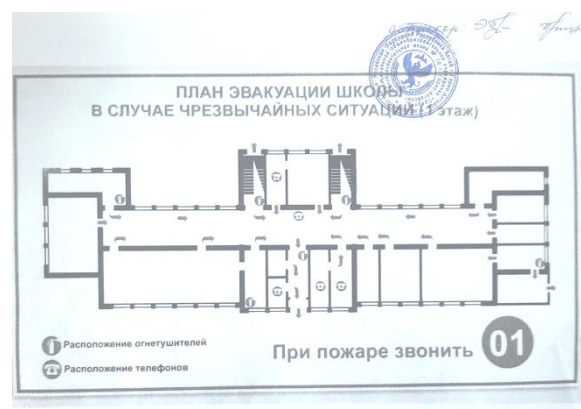 ПЛАН ЭВАКУАЦИИ ШКОЛЫ
В СЛУЧАЕ ЧРЕЗВЫЧАЙНЫХ СИТУАЦИЙ (1 этаж)
Расположение огнетушителей
Расположение телефонов
При пожаре звонить 01